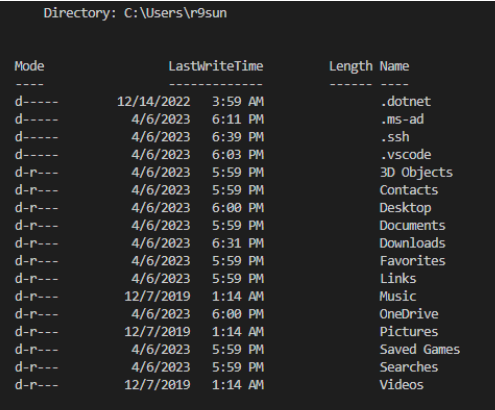 Directory: C:\Users\r9sun
Mode LastWriteTime Length Name
---- ------------- ------ ----
d----- 12/14/2022 3:59 AM .dotnet
d----- 4/6/2023 6:11 PM .ms-ad
d----- 4/6/2023 6:39 PM .ssh
d----- 4/6/2023 6:03 PM .vscode
d-r--- 4/6/2023 5:59 PM 3D Objects
d-r--- 4/6/2023 5:59 PM Contacts
d-r--- 4/6/2023 6:00 PM Desktop
d-r--- 4/6/2023 5:59 PM Documents
d-r--- 4/6/2023 6:31 PM Downloads
d-r--- 4/6/2023 5:59 PM Favorites
d-r--- 4/6/2023 5:59 PM Links
d-r--- 12/7/2019 1:14 AM Music
d-r--- 4/6/2023 6:00 PM OneDrive
d-r--- 12/7/2019 1:14 AM Pictures
d-r--- 4/6/2023 5:59 PM Saved Games
d-r--- 4/6/2023 5:59 PM Searches
d-r--- 12/7/2019 1:14 AM Videos